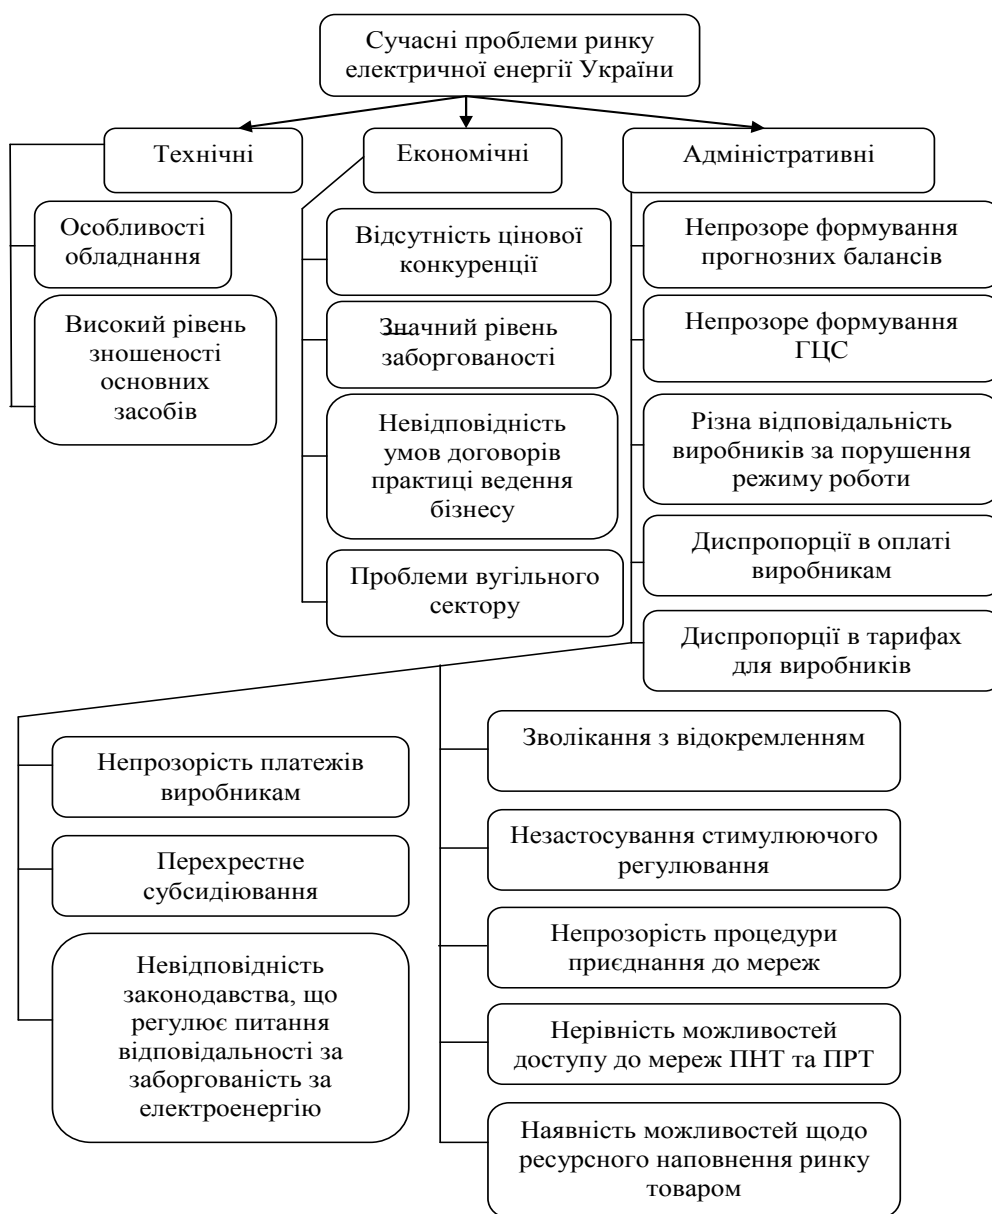 Сучасні проблеми ринку
електричної енергії України
Технічні
Економічні
Адміністративні
Особливості
обладнання
Високий рівень
зношеності
основних
засобів
Відсутність цінової
конкуренції
Значний рівень
заборгованості
Невідповідність
умов договорів
практиці ведення
бізнесу
Проблеми вугільного
сектору
Непрозоре формування
прогнозних балансів
Непрозоре формування
ГЦС
Різна відповідальність
виробників за порушення
режиму роботи
Диспропорції в оплаті
виробникам
Диспропорції в тарифах
для виробників
Непрозорість платежів
виробникам
Перехрестне
субсидіювання
Невідповідність
законодавства, що
регулює питання
відповідальності за
заборгованість за
електроенергію
Зволікання з відокремленням
Незастосування стимулюючого
регулювання
Непрозорість процедури
приєднання до мереж
Нерівність можливостей
доступу до мереж ПНТ та ПРТ
Наявність можливостей щодо
ресурсного наповнення ринку
товаром